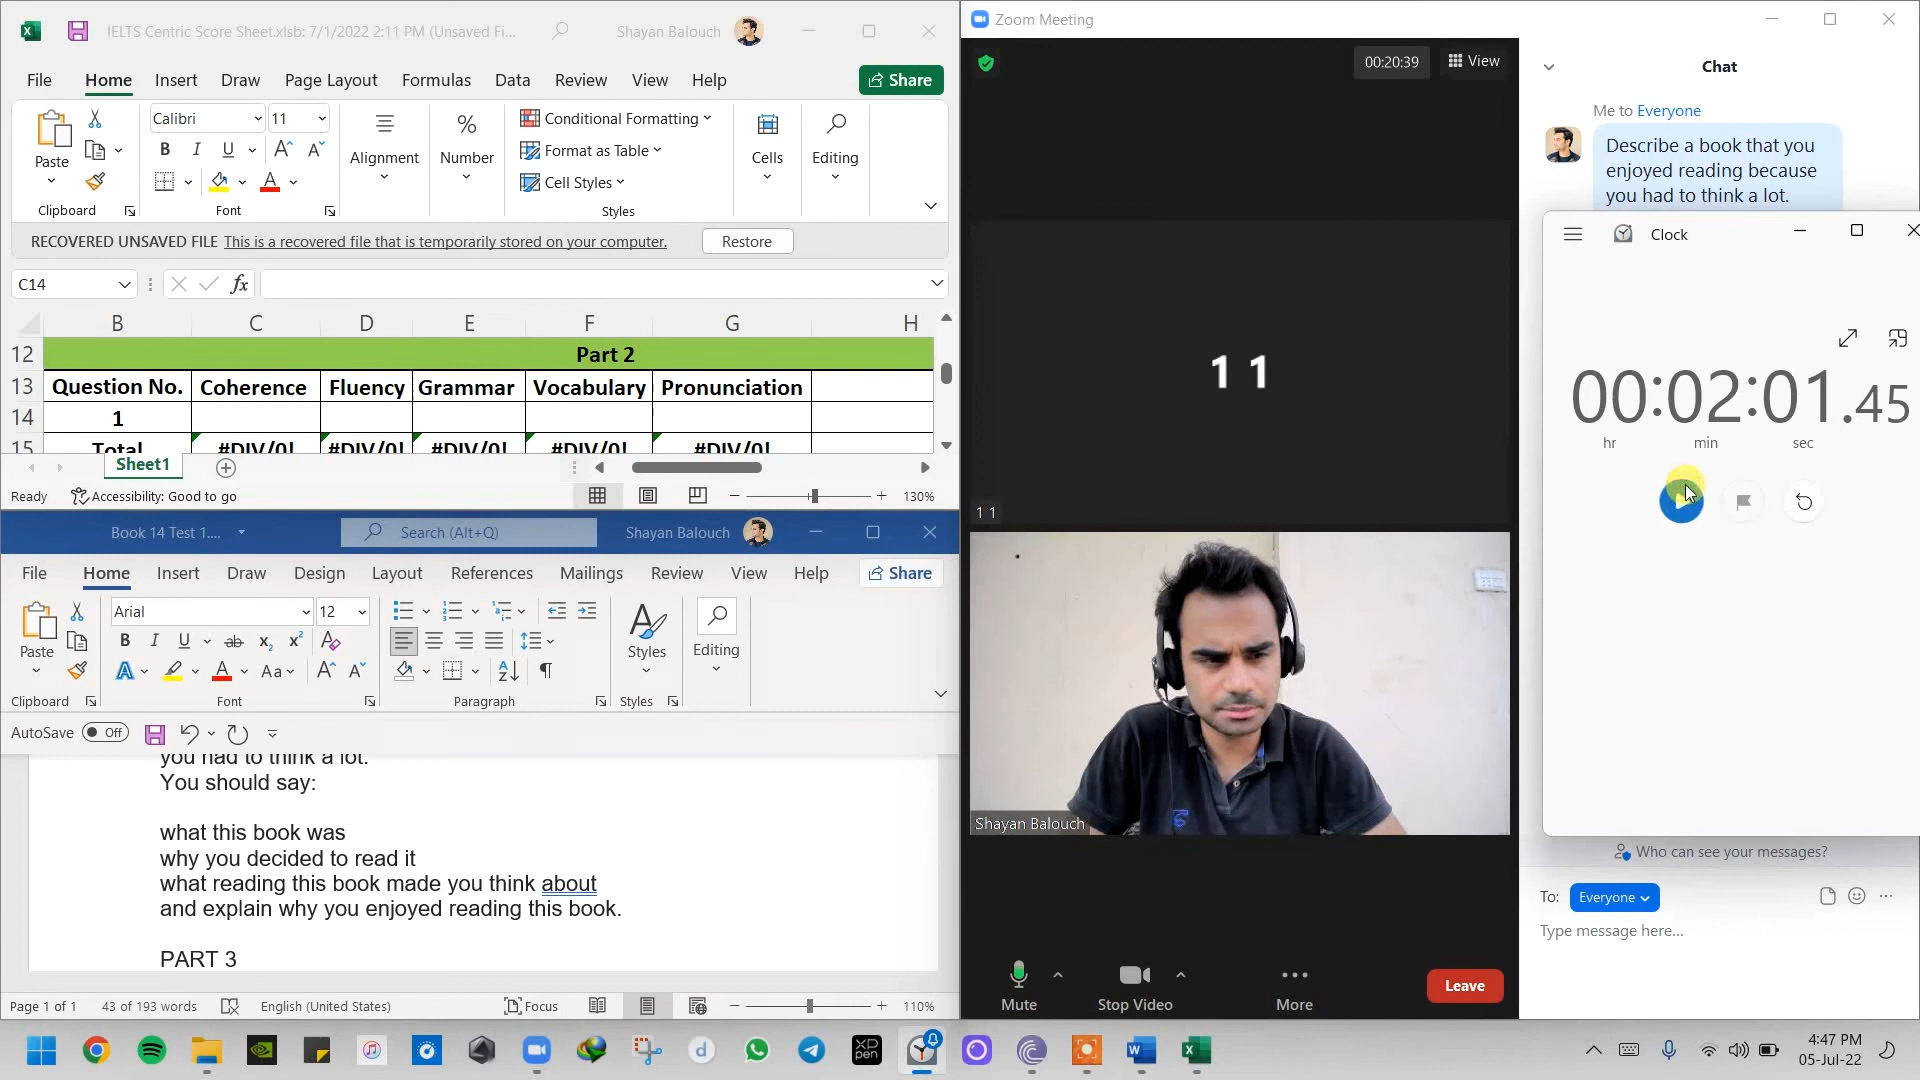 IELTS Centric Score Sheet.xlsb: 7/1/2022 2:11 PM (Unsaved Fi...
Shayan Balouch
File Home Insert Draw Page Layout Formulas Data Review View Help Share
Paste
Clipboard
Calibri 11
B I U
Font
Alignment
%
Number
Conditional Formatting
Format as Table
Cell Styles
Styles
Cells
Editing
RECOVERED UNSAVED FILE This is a recovered file that is temporarily stored on your computer. Restore
C14 fx
B C D E F G H
12 Part 2
13 Question No. Coherence Fluency Grammar Vocabulary Pronunciation
14 1
15 Total #DIV/0! #DIV/0! #DIV/0! #DIV/0! #DIV/0!
Sheet1
Ready Accessibility: Good to go 130%
Book 14 Test 1.... Search (Alt+Q) Shayan Balouch
File Home Insert Draw Design Layout References Mailings Review View Help Share
Paste
Clipboard
Arial 12
B I U ab x₂ x²
A A Aa A A
Font
Paragraph
Styles
Styles
Editing
AutoSave Off
you had to think a lot.
You should say:
what this book was
why you decided to read it
what reading this book made you think about
and explain why you enjoyed reading this book.
PART 3
Page 1 of 1 43 of 193 words English (United States) Focus 110%
Zoom Meeting
00:20:39 View
1 1
1 1
Shayan Balouch
Mute Stop Video More Leave
Chat
Me to Everyone
Describe a book that you
enjoyed reading because
you had to think a lot.
Clock
00:02:01.45
hr min sec
Who can see your messages?
To: Everyone
Type message here...
XP
pen
4:47 PM
05-Jul-22